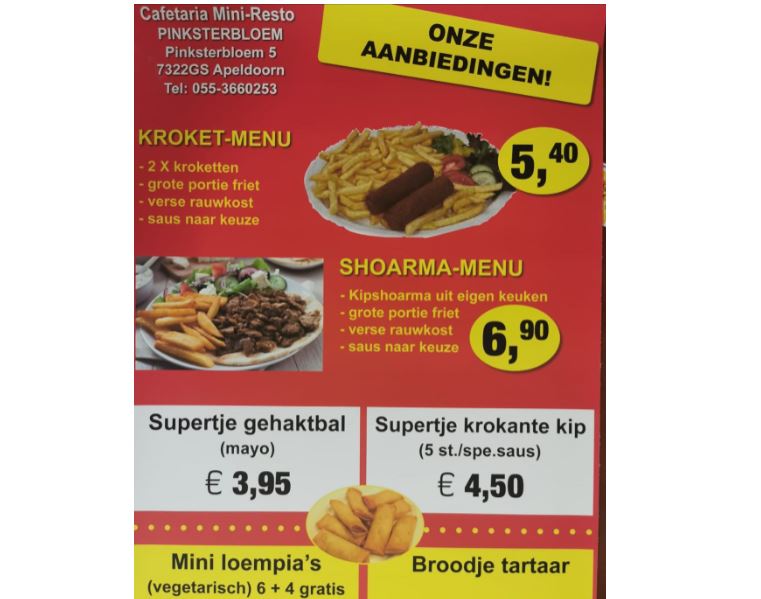 Cafetaria Mini-Resto
PINKSTERBLOEM
Pinksterbloem 5
7322GS Apeldoorn
Tel: 055-3660253
ONZE
AANBIEDINGEN!
KROKET-MENU
- 2 X kroketten
- grote portie friet
- verse rauwkost
- saus naar keuze
5,40
SHOARMA-MENU
- Kipshoarma uit eigen keuken
- grote portie friet
- verse rauwkost
- saus naar keuze
6,90
Supertje gehaktbal
(mayo)
€ 3,95
Supertje krokante kip
(5 st./spe.saus)
€ 4,50
Mini loempia's
(vegetarisch) 6 + 4 gratis
Broodje tartaar